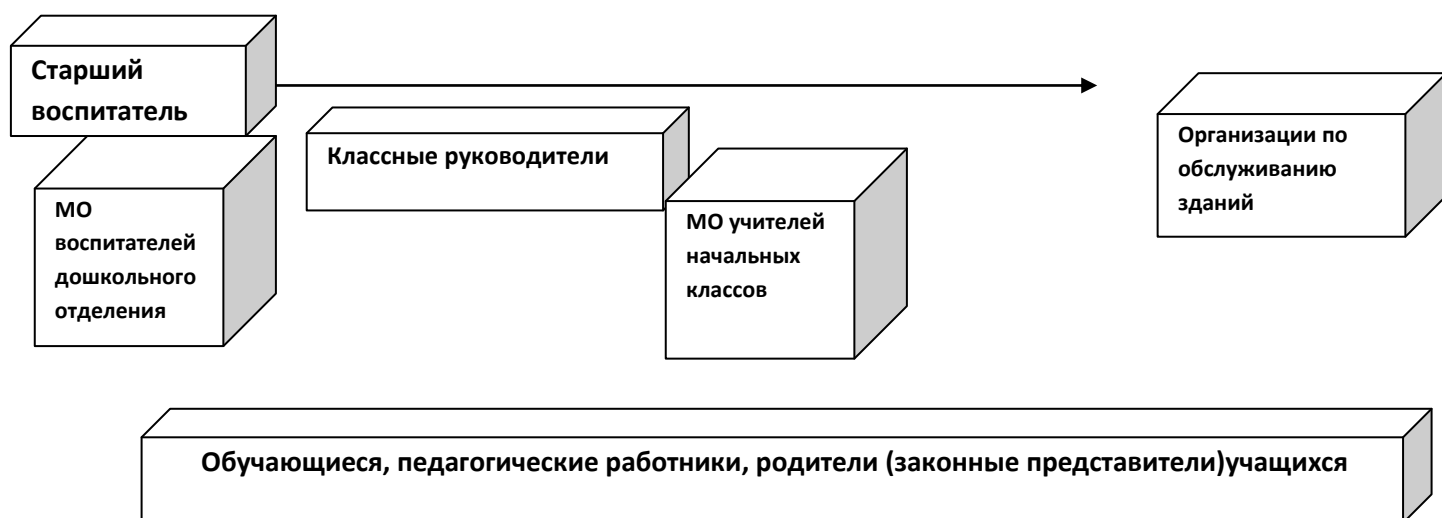 Старший
воспитатель
Классные руководители
Организации по
обслуживанию
зданий
МО
воспитателей
дошкольного
отделения
МО учителей
начальных
классов
Обучающиеся, педагогические работники, родители (законные представители)учащихся